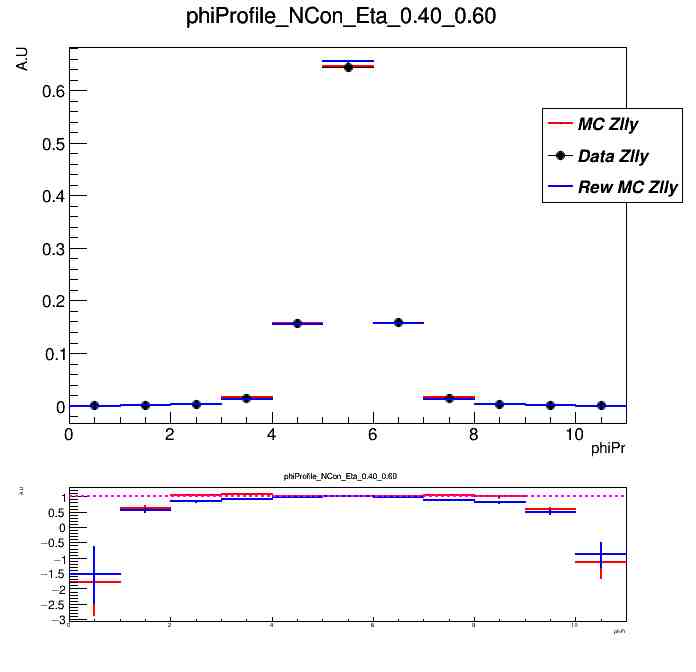 phiProfile_NCon_Eta_0.40_0.60
A.U
0.6
0.5
0.4
0.3
0.2
0.1
0
0 2 4 6 8 10
phiPr
MC Zlly
Data Zlly
Rew MC Zlly
phiProfile_NCon_Eta_0.40_0.60
A.U
1
0.5
0
−0.5
−1
−1.5
−2
−2.5
−3
0 2 4 6 8 10
phiPr